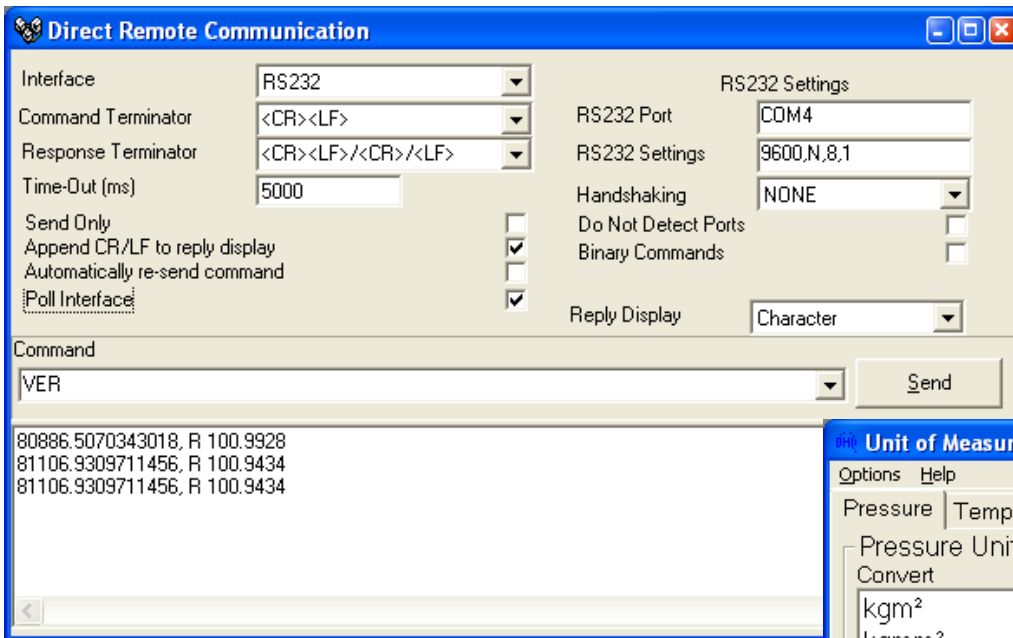 Direct Remote Communication
Interface RS232
RS232 Settings
Command Terminator <CR><LF>
RS232 Port COM4
Response Terminator <CR><LF>/<CR>/<LF>
RS232 Settings 9600,N,8,1
Time-Out (ms) 5000
Handshaking NONE
Send Only
Do Not Detect Ports
Append CR/LF to reply display
Binary Commands
Automatically re-send command
Poll Interface
Reply Display Character
Command
VER
Send
80886.5070343018, R 100.9928
81106.9309711456, R 100.9434
81106.9309711456, R 100.9434
Unit of Measur
Options Help
Pressure Temp
Pressure Unit
Convert
kgm²